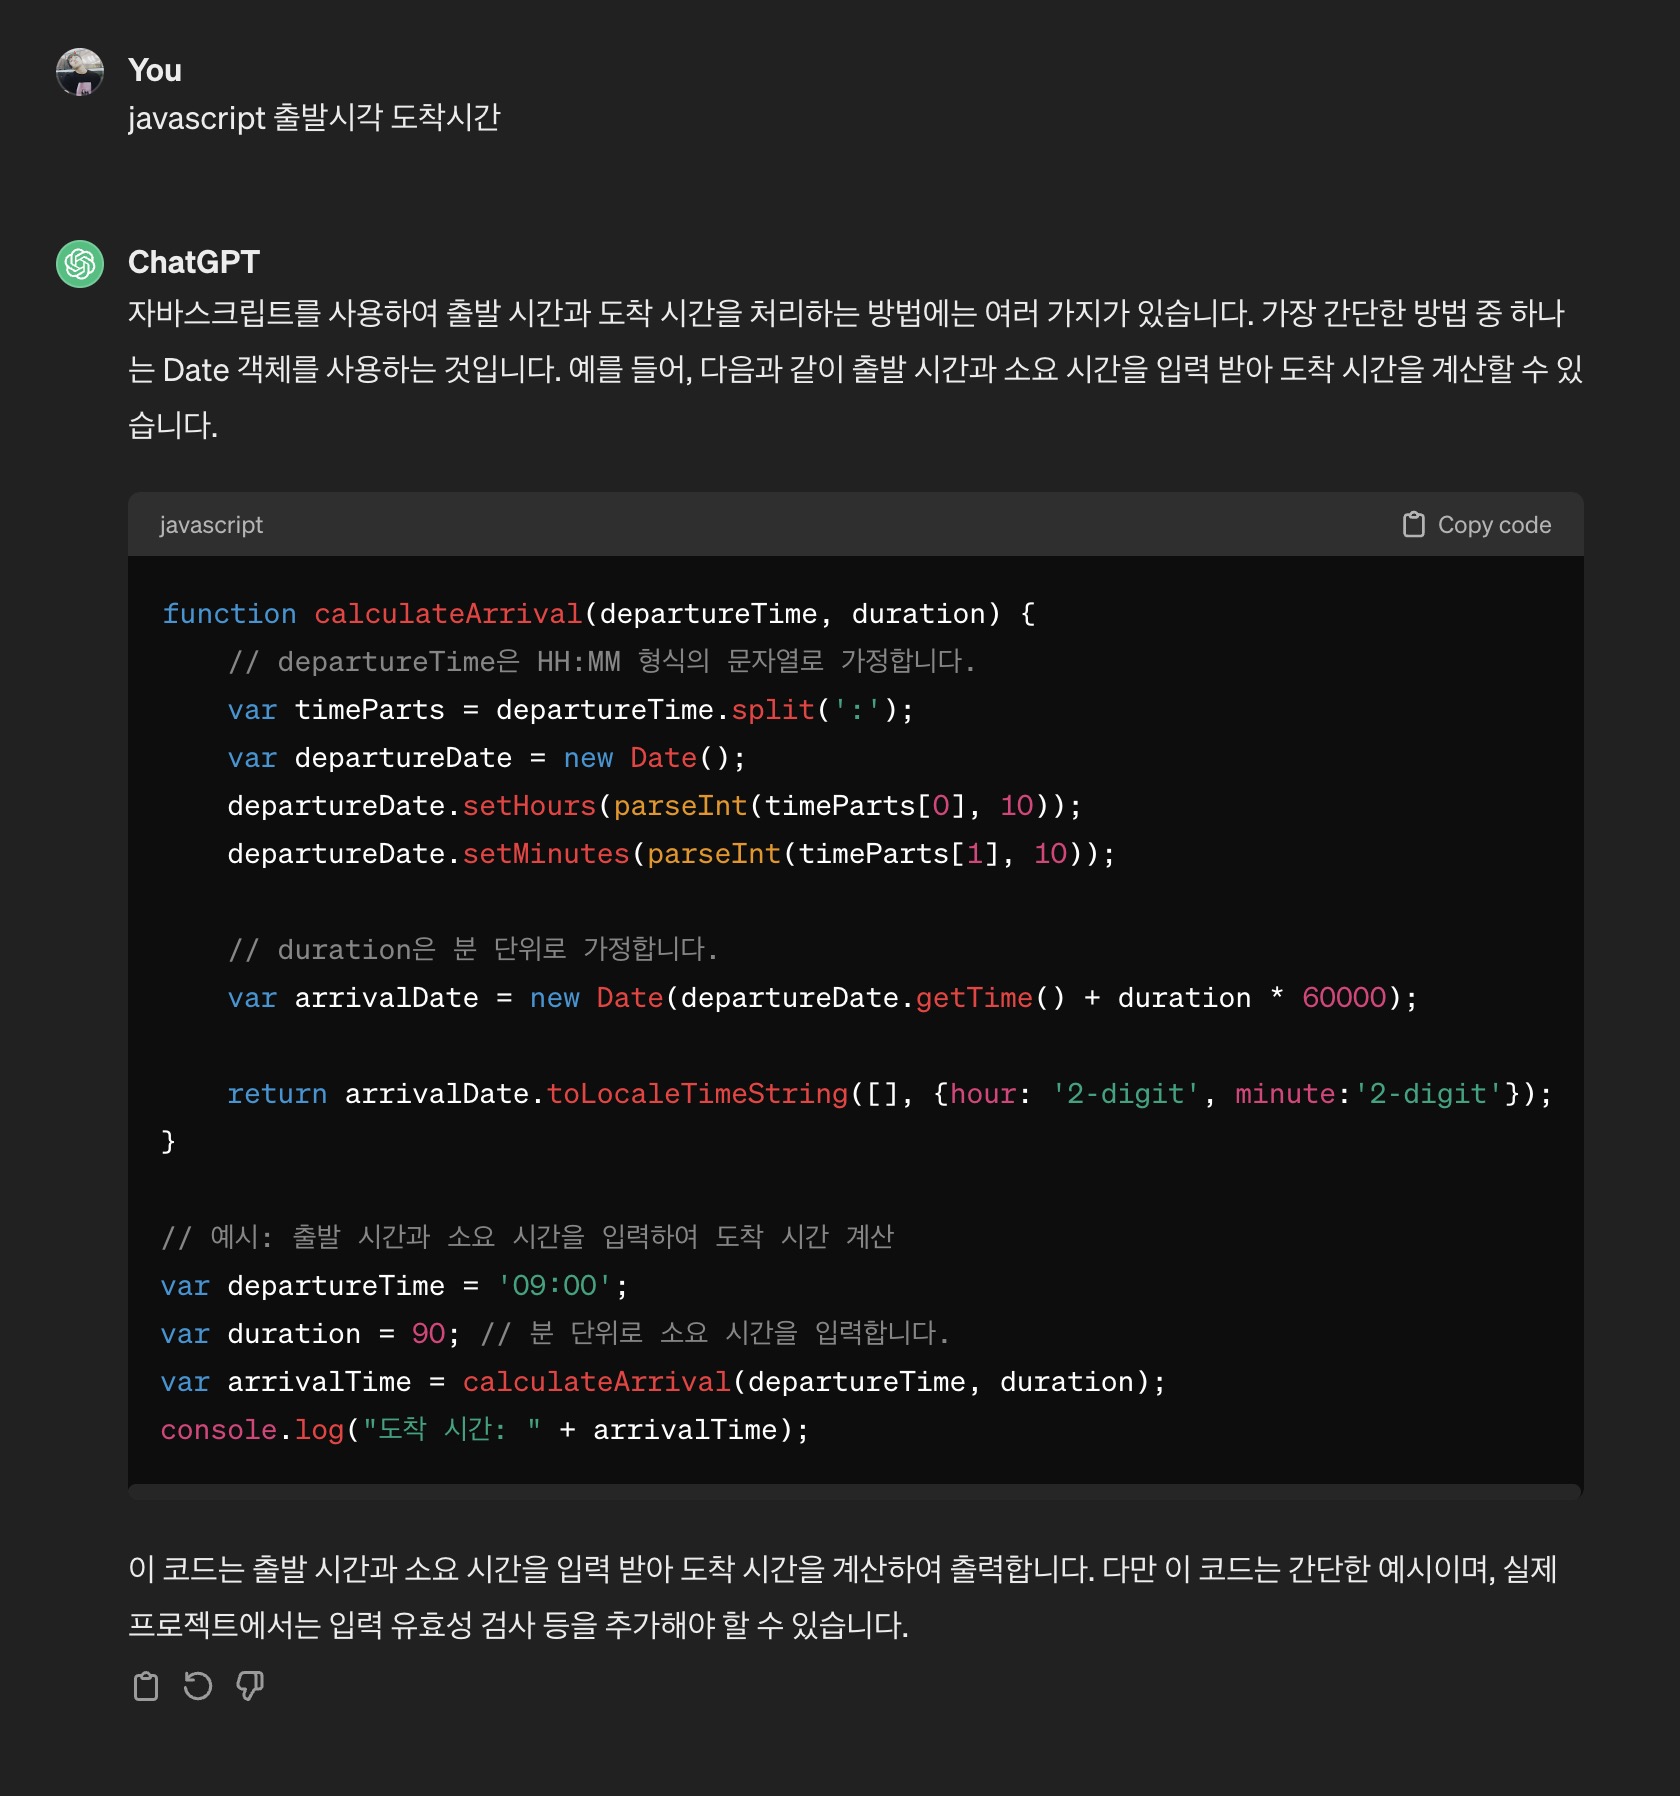 You
javascript 출발시각 도착시간
ChatGPT
자바스크립트를 사용하여 출발 시간과 도착 시간을 처리하는 방법에는 여러 가지가 있습니다. 가장 간단한 방법 중 하나
는 Date 객체를 사용하는 것입니다. 예를 들어, 다음과 같이 출발 시간과 소요 시간을 입력 받아 도착 시간을 계산할 수 있
습니다.
javascript Copy code
function calculateArrival(departureTime, duration) {
    // departureTime은 HH:MM 형식의 문자열로 가정합니다.
    var timeParts = departureTime.split(':');
    var departureDate = new Date();
    departureDate.setHours(parseInt(timeParts[0], 10));
    departureDate.setMinutes(parseInt(timeParts[1], 10));
    // duration은 분 단위로 가정합니다.
    var arrivalDate = new Date(departureDate.getTime() + duration * 60000);
    return arrivalDate.toLocaleTimeString([], {hour: '2-digit', minute:'2-digit'});
}
// 예시: 출발 시간과 소요 시간을 입력하여 도착 시간 계산
var departureTime = '09:00';
var duration = 90; // 분 단위로 소요 시간을 입력합니다.
var arrivalTime = calculateArrival(departureTime, duration);
console.log("도착 시간: " + arrivalTime);
이 코드는 출발 시간과 소요 시간을 입력 받아 도착 시간을 계산하여 출력합니다. 다만 이 코드는 간단한 예시이며, 실제
프로젝트에서는 입력 유효성 검사 등을 추가해야 할 수 있습니다.